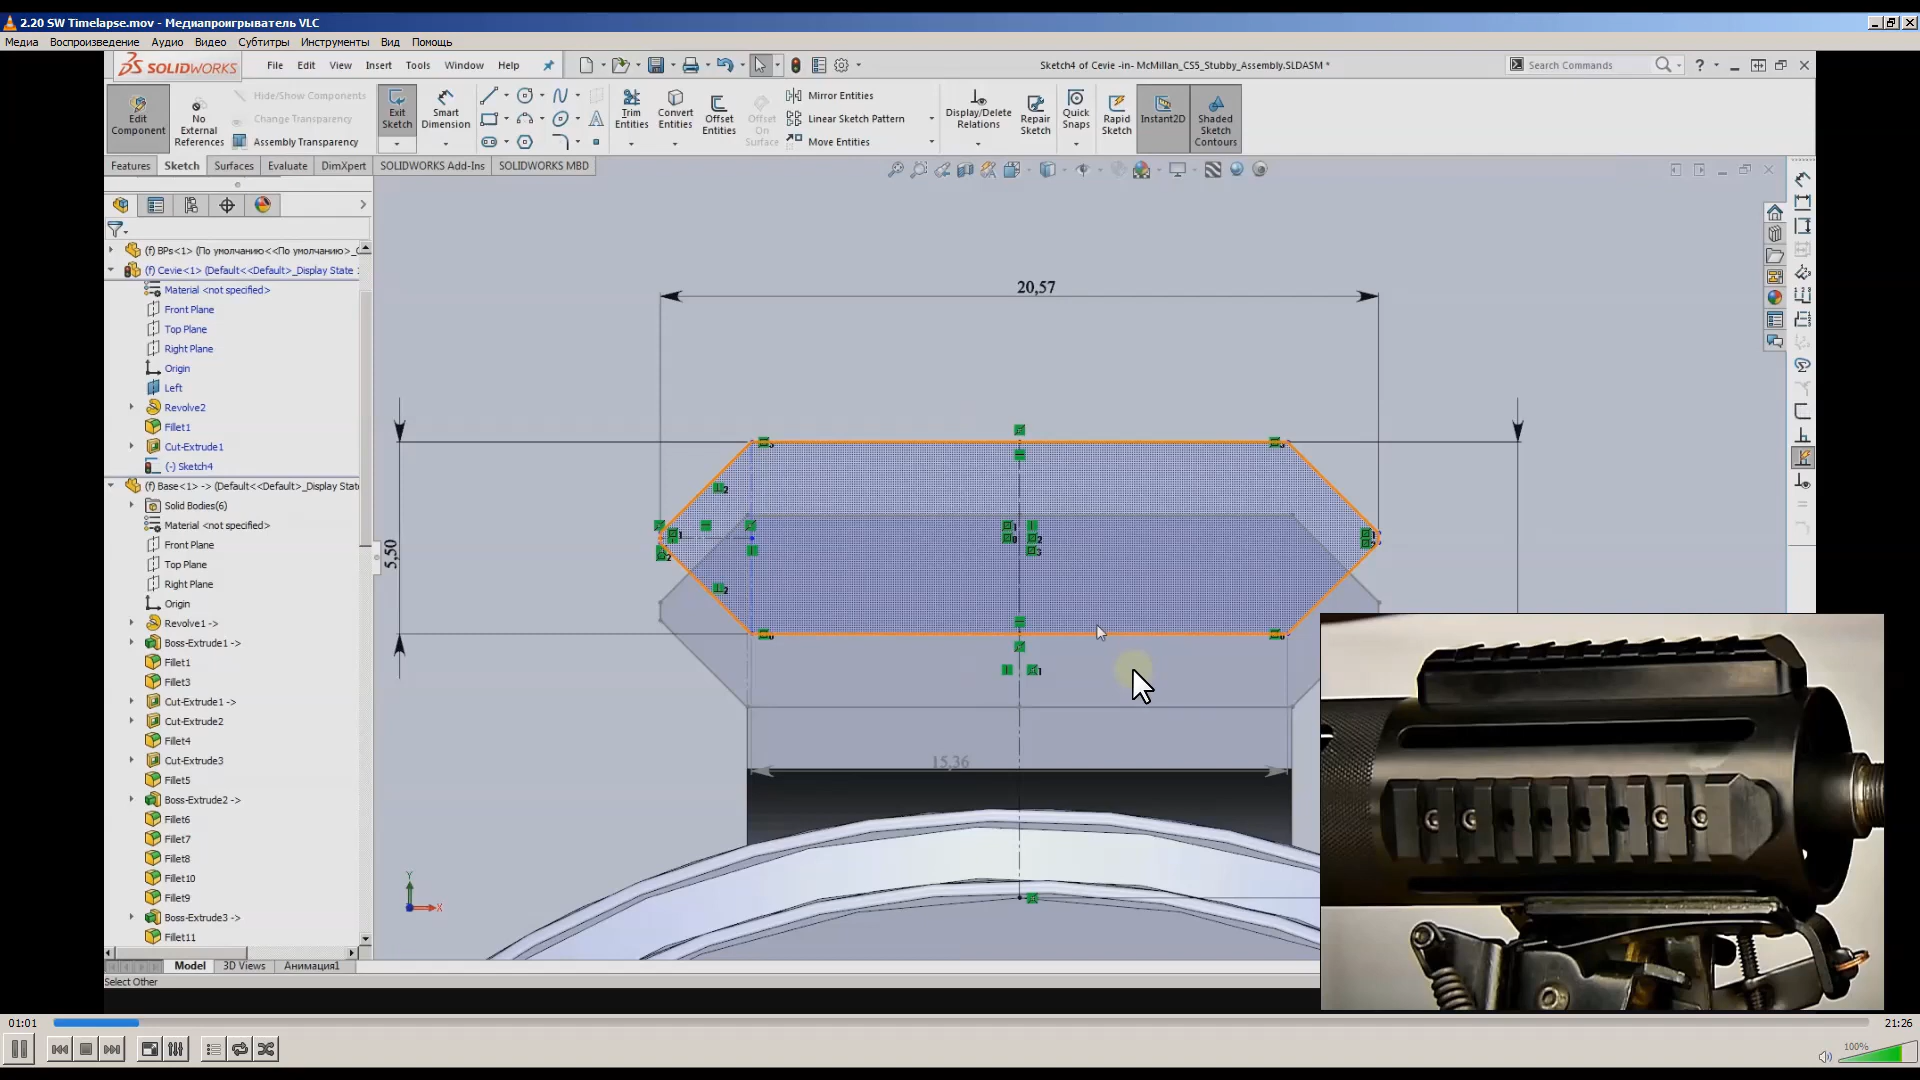 2.20 SW Timelapse.mov - Медиапроигрыватель VLC
Медиа Воспроизведение Аудио Видео Субтитры Инструменты Вид Помощь
SOLIDWORKS File Edit View Insert Tools Window Help
Sketch4 of Cevie -in- McMillan_CS5_Stubby_Assembly.SLDASM *
Search Commands
Edit Component
No External References
Hide/Show Components
Change Transparency
Assembly Transparency
Exit Sketch
Smart Dimension
Trim Entities
Convert Entities
Offset Entities
Offset On Surface
Mirror Entities
Linear Sketch Pattern
Move Entities
Display/Delete Relations
Repair Sketch
Quick Snaps
Rapid Sketch
Instant2D
Shaded Sketch Contours
Features Sketch Surfaces Evaluate DimXpert SOLIDWORKS Add-Ins SOLIDWORKS MBD
(f) BPs<1> (По умолчанию<<По умолчанию>_
(f) Cevie<1> (Default<<Default>_Display State
Material <not specified>
Front Plane
Top Plane
Right Plane
Origin
Left
Revolve2
Fillet1
Cut-Extrude1
(-) Sketch4
(f) Base<1> -> (Default<<Default>_Display Stat
Solid Bodies(6)
Material <not specified>
Front Plane
Top Plane
Right Plane
Origin
Revolve1 ->
Boss-Extrude1 ->
Fillet1
Fillet3
Cut-Extrude1 ->
Cut-Extrude2
Fillet4
Cut-Extrude3
Fillet5
Boss-Extrude2 ->
Fillet6
Fillet7
Fillet8
Fillet10
Fillet9
Boss-Extrude3 ->
Fillet11
20,57
5,50
15,36
Y
X
Model 3D Views Анимация1
Select Other
01:01
21:26
100%